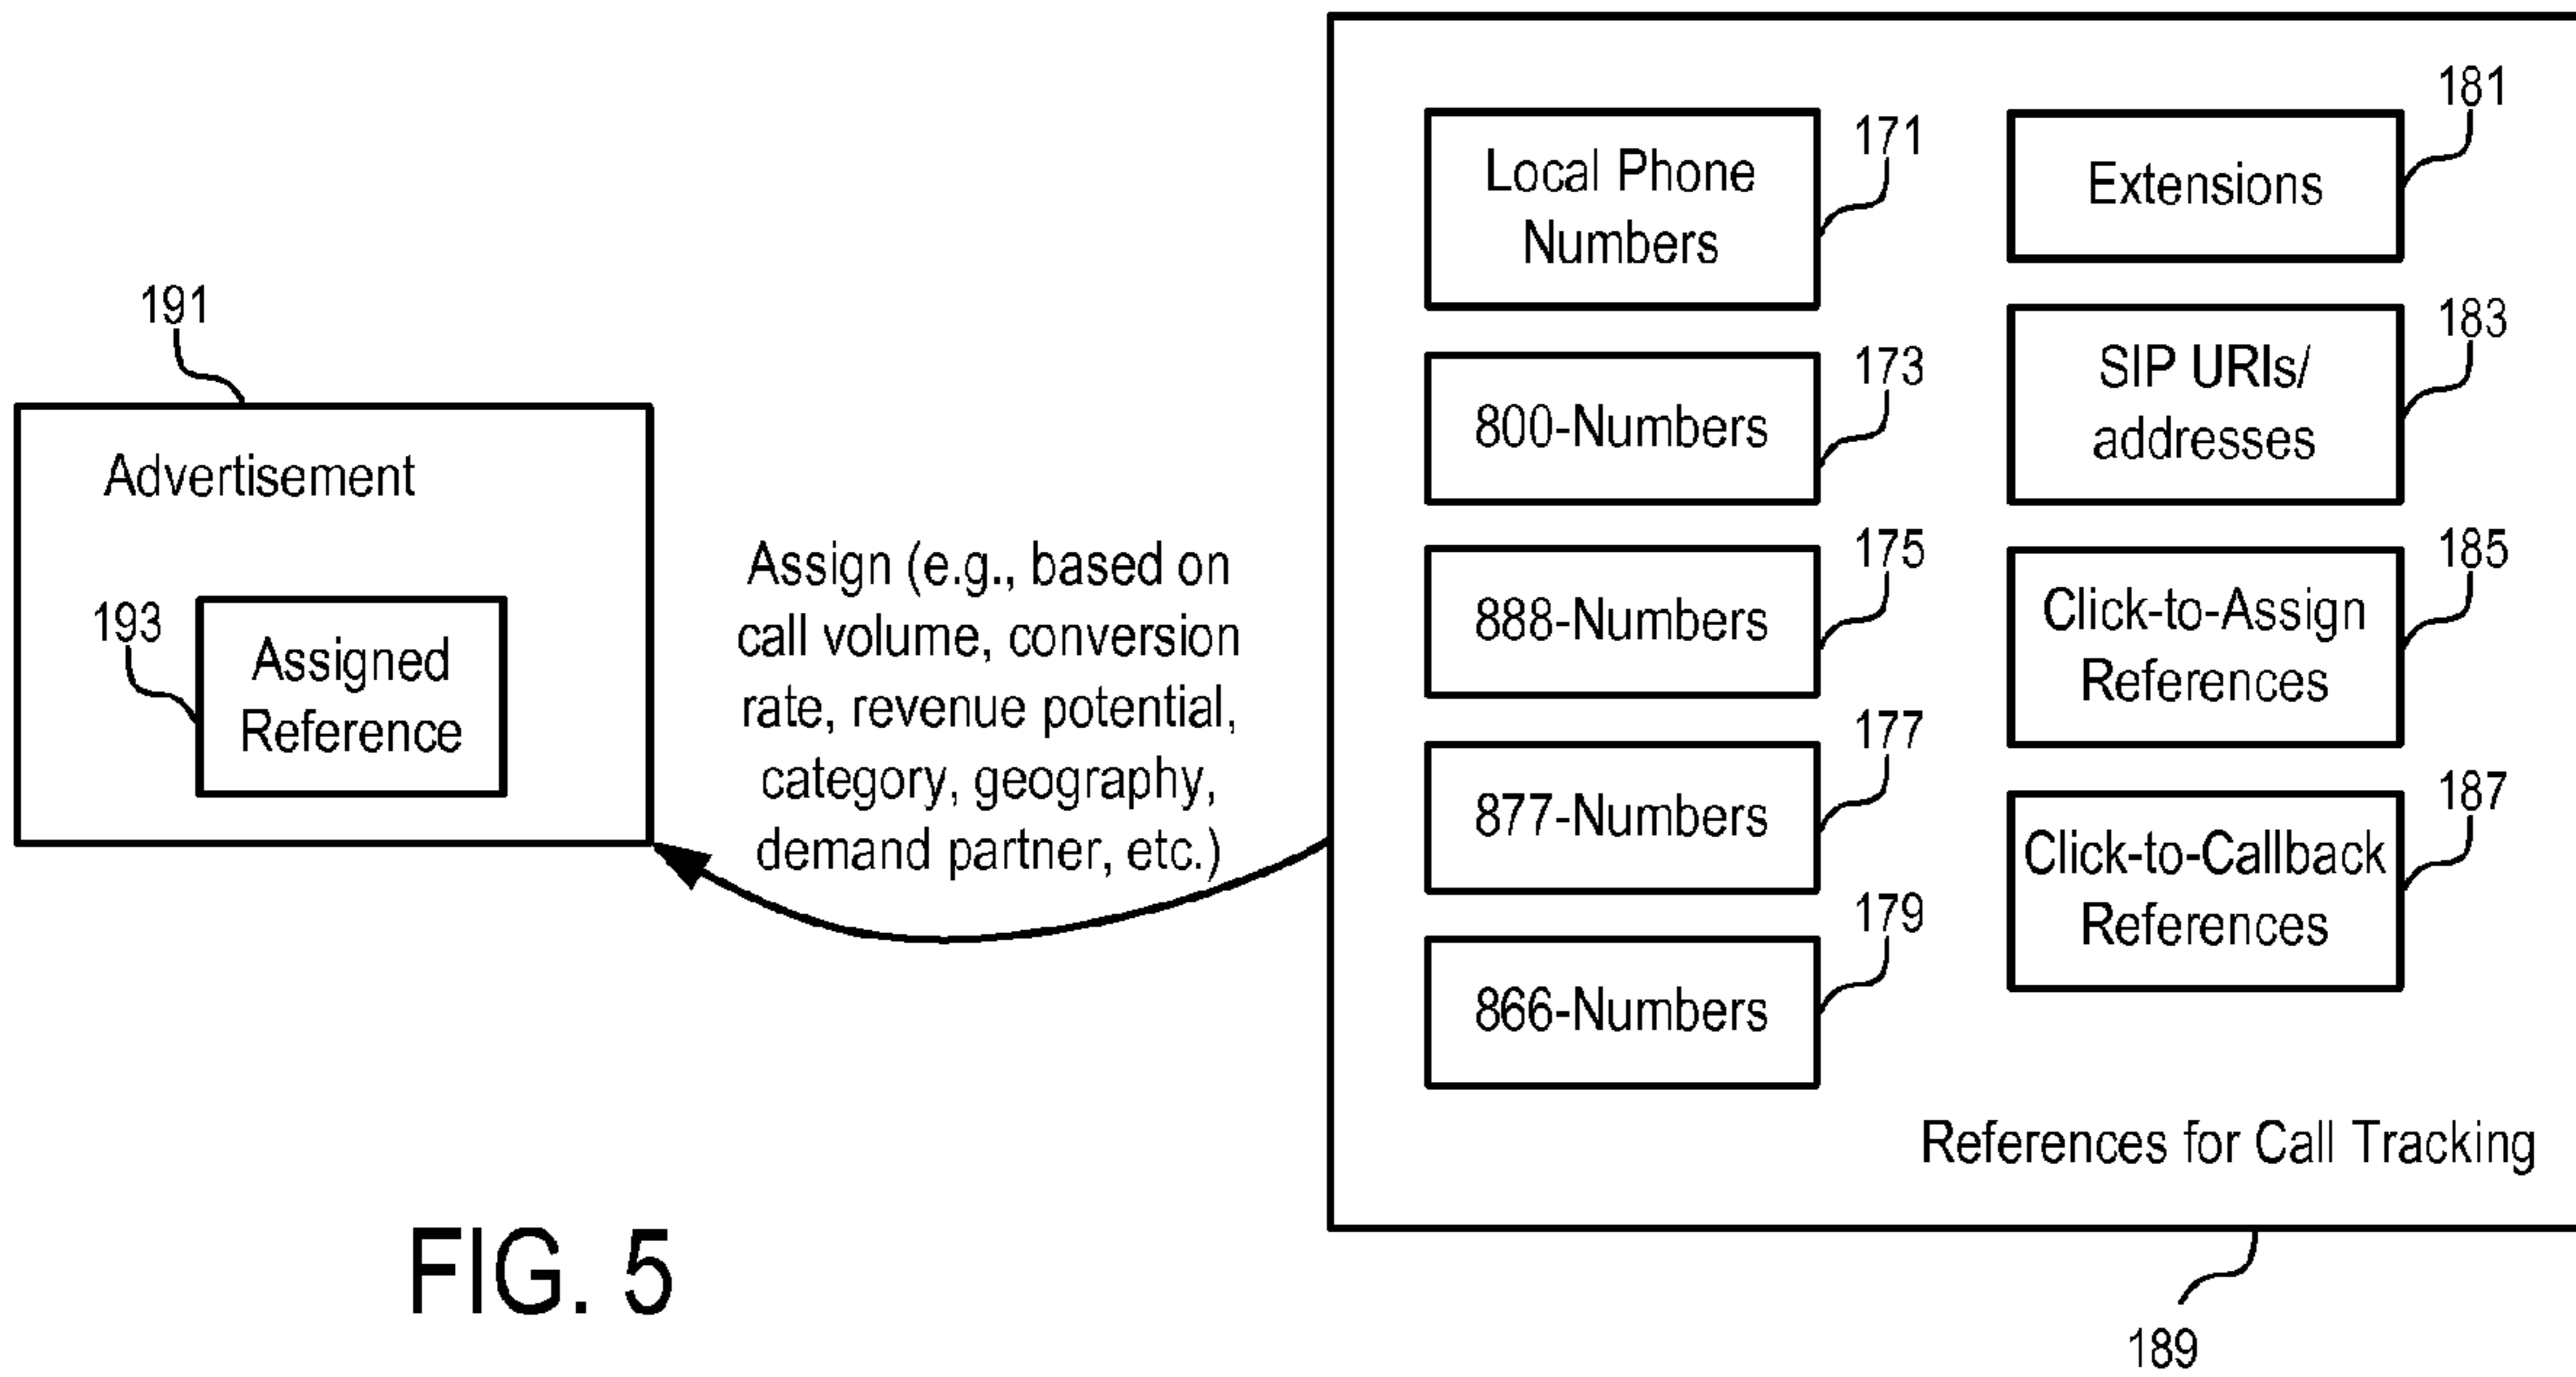 191
Advertisement
193
Assigned
Reference
Assign (e.g., based on
call volume, conversion
rate, revenue potential,
category, geography,
demand partner, etc.)
171
Local Phone
Numbers
173
800-Numbers
175
888-Numbers
177
877-Numbers
179
866-Numbers
181
Extensions
183
SIP URIs/
addresses
185
Click-to-Assign
References
187
Click-to-Callback
References
References for Call Tracking
189
FIG. 5